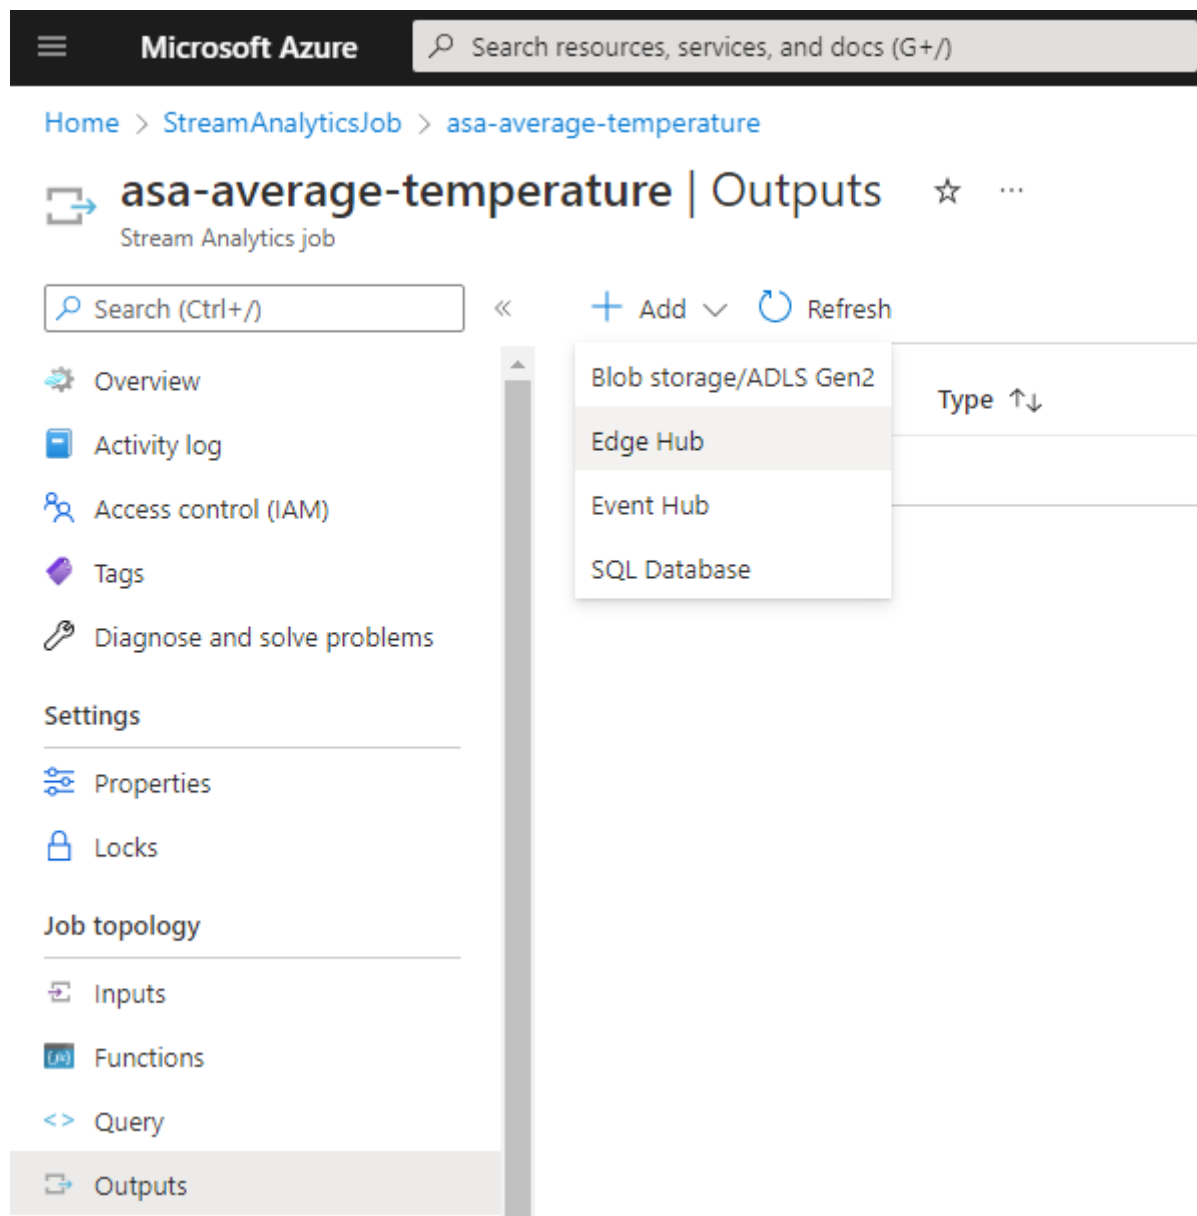 Microsoft Azure
Search resources, services, and docs (G+/)
Home > StreamAnalyticsJob > asa-average-temperature
asa-average-temperature | Outputs
Stream Analytics job
Search (Ctrl+/)
Add
Refresh
Blob storage/ADLS Gen2
Edge Hub
Event Hub
SQL Database
Type
Overview
Activity log
Access control (IAM)
Tags
Diagnose and solve problems
Settings
Properties
Locks
Job topology
Inputs
Functions
Query
Outputs